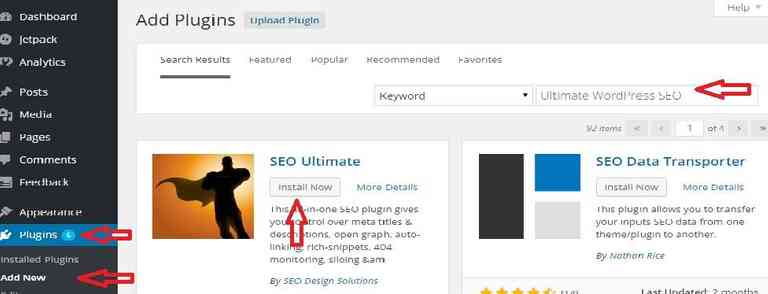 Help
Dashboard
Jetpack
Analytics
Posts
Media
Pages
Comments
Feedback
Appearance
Plugins 6
Installed Plugins
Add New
Add Plugins Upload Plugin
Search Results Featured Popular Recommended Favorites
Keyword Ultimate WordPress SEO
92 items « ‹ 1 of 4 › »
SEO Ultimate
Install Now More Details
This all-in-one SEO plugin gives
you control over meta titles &
descriptions, open graph, auto-
linking, rich-snippets, 404
monitoring, siloing &am
By SEO Design Solutions
SEO Data Transporter
Install Now More Details
This plugin allows you to transfer
your inputs SEO data from one
theme/plugin to another.
By Nathan Rice
Last Updated: 2 months